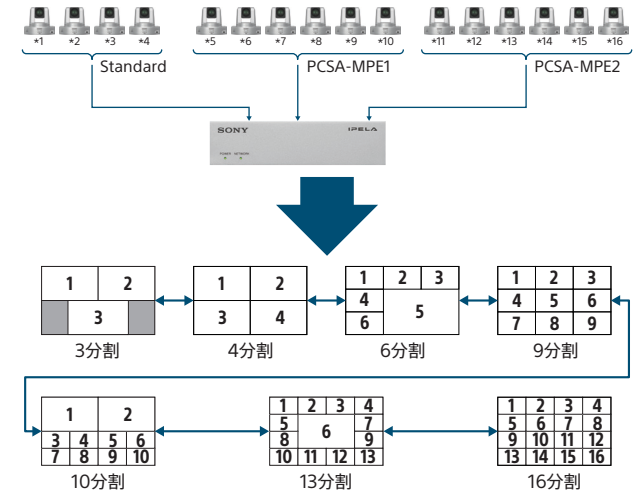 *1 *2 *3 *4 *5 *6 *7 *8 *9 *10 *11 *12 *13 *14 *15 *16
Standard PCSA-MPE1 PCSA-MPE2
SONY IPELA
POWER NETWORK
1 2 1 2 1 2 3 1 2 3
3 3 4 4 5 6 4 5 6
7 8 9
3分割 4分割 6分割 9分割
1 2 1 2 3 4 1 2 3 4
3 4 5 6 5 6 7 5 6 7 8
7 8 9 10 8 9 9 10 11 12
10 11 12 13 13 14 15 16
10分割 13分割 16分割